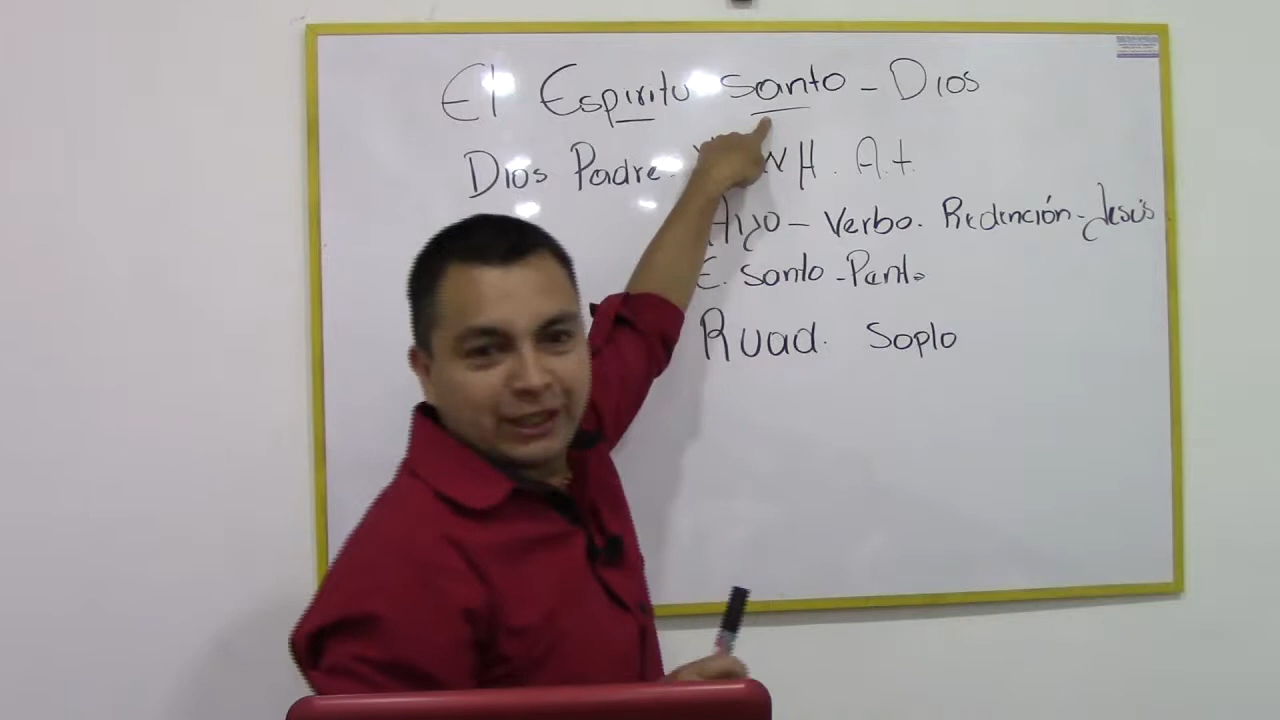 El Espiritu Santo - Dios
Dios Padre. H. A.t.
Hijo - Verbo. Redención - Jesús
E. Santo - Pent
Ruad. Soplo